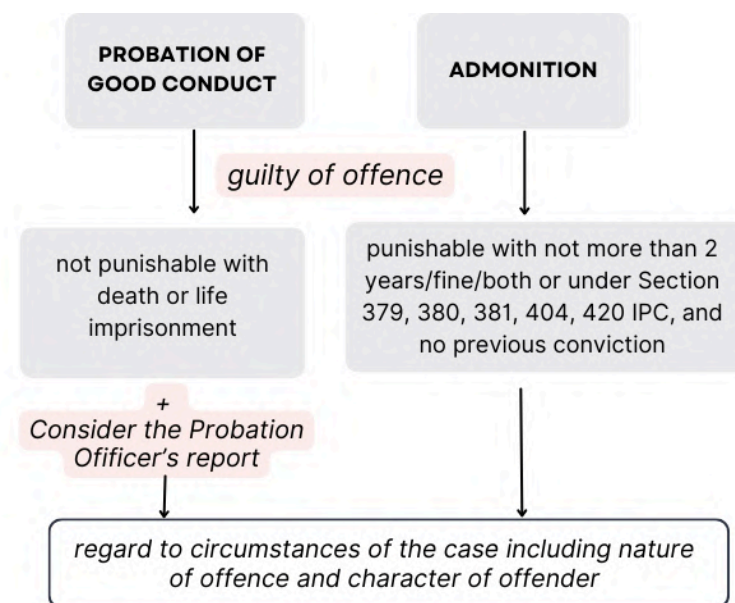 PROBATION OF
GOOD CONDUCT
ADMONITION
guilty of offence
not punishable with
death or life
imprisonment
punishable with not more than 2
years/fine/both or under Section
379, 380, 381, 404, 420 IPC, and
no previous conviction
+
Consider the Probation
Ofificer's report
regard to circumstances of the case including nature
of offence and character of offender